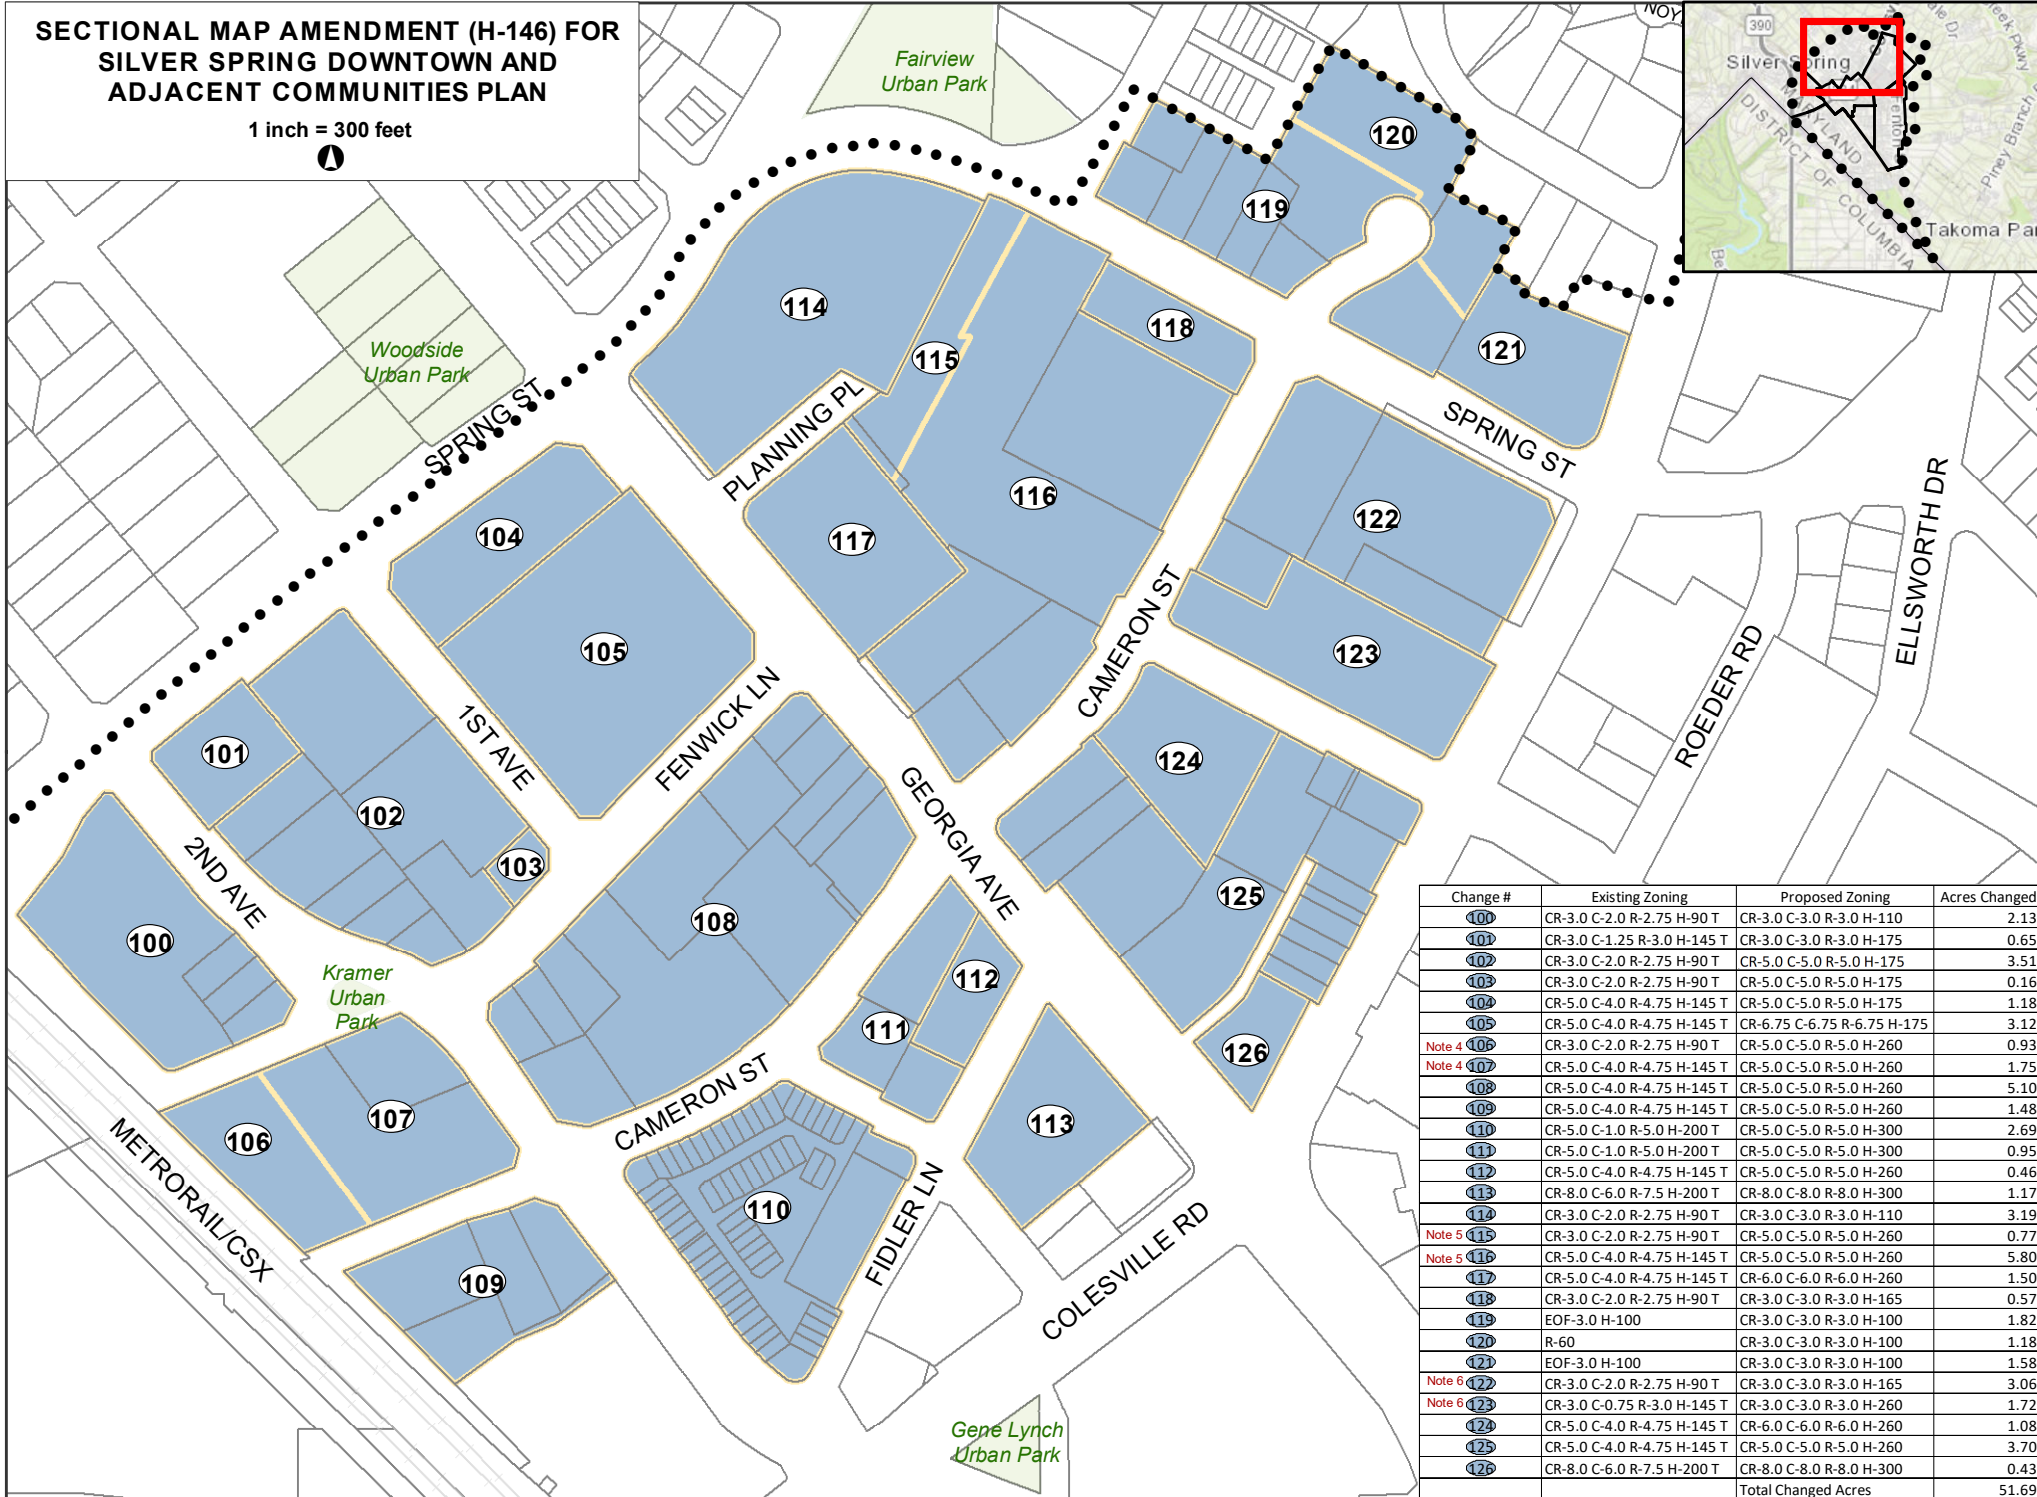 SECTIONAL MAP AMENDMENT (H-146) FOR
SILVER SPRING DOWNTOWN AND
ADJACENT COMMUNITIES PLAN
1 inch = 300 feet
Fairview
Urban Park
390
Silver Spring
MARYLAND
DISTRICT OF
COLUMBIA
Takoma Par
Piney Branch
120
119
114
118
115
121
Woodside
Urban Park
SPRING ST
PLANNING PL
SPRING ST
116
122
104
117
ELLSWORTH DR
105
CAMERON ST
123
ROEDER RD
1ST AVE
FENWICK LN
101
124
GEORGIA AVE
102
2ND AVE
103
125
108
100
Kramer
Urban
Park
112
111
126
CAMERON ST
107
113
106
METRORAIL/CSX
110
FIDLER LN
109
COLESVILLE RD
Gene Lynch
Urban Park
Change # Existing Zoning Proposed Zoning Acres Changed
100 CR-3.0 C-2.0 R-2.75 H-90 T CR-3.0 C-3.0 R-3.0 H-110 2.13
101 CR-3.0 C-1.25 R-3.0 H-145 T CR-3.0 C-3.0 R-3.0 H-175 0.65
102 CR-3.0 C-2.0 R-2.75 H-90 T CR-5.0 C-5.0 R-5.0 H-175 3.51
103 CR-3.0 C-2.0 R-2.75 H-90 T CR-5.0 C-5.0 R-5.0 H-175 0.16
104 CR-5.0 C-4.0 R-4.75 H-145 T CR-5.0 C-5.0 R-5.0 H-175 1.18
105 CR-5.0 C-4.0 R-4.75 H-145 T CR-6.75 C-6.75 R-6.75 H-175 3.12
Note 4 106 CR-3.0 C-2.0 R-2.75 H-90 T CR-5.0 C-5.0 R-5.0 H-260 0.93
Note 4 107 CR-5.0 C-4.0 R-4.75 H-145 T CR-5.0 C-5.0 R-5.0 H-260 1.75
108 CR-5.0 C-4.0 R-4.75 H-145 T CR-5.0 C-5.0 R-5.0 H-260 5.10
109 CR-5.0 C-4.0 R-4.75 H-145 T CR-5.0 C-5.0 R-5.0 H-260 1.48
110 CR-5.0 C-1.0 R-5.0 H-200 T CR-5.0 C-5.0 R-5.0 H-300 2.69
111 CR-5.0 C-1.0 R-5.0 H-200 T CR-5.0 C-5.0 R-5.0 H-300 0.95
112 CR-5.0 C-4.0 R-4.75 H-145 T CR-5.0 C-5.0 R-5.0 H-260 0.46
113 CR-8.0 C-6.0 R-7.5 H-200 T CR-8.0 C-8.0 R-8.0 H-300 1.17
114 CR-3.0 C-2.0 R-2.75 H-90 T CR-3.0 C-3.0 R-3.0 H-110 3.19
Note 5 115 CR-3.0 C-2.0 R-2.75 H-90 T CR-5.0 C-5.0 R-5.0 H-260 0.77
Note 5 116 CR-5.0 C-4.0 R-4.75 H-145 T CR-5.0 C-5.0 R-5.0 H-260 5.80
117 CR-5.0 C-4.0 R-4.75 H-145 T CR-6.0 C-6.0 R-6.0 H-260 1.50
118 CR-3.0 C-2.0 R-2.75 H-90 T CR-3.0 C-3.0 R-3.0 H-165 0.57
119 EOF-3.0 H-100 CR-3.0 C-3.0 R-3.0 H-100 1.82
120 R-60 CR-3.0 C-3.0 R-3.0 H-100 1.18
121 EOF-3.0 H-100 CR-3.0 C-3.0 R-3.0 H-100 1.58
Note 6 122 CR-3.0 C-2.0 R-2.75 H-90 T CR-3.0 C-3.0 R-3.0 H-165 3.06
Note 6 123 CR-3.0 C-0.75 R-3.0 H-145 T CR-3.0 C-3.0 R-3.0 H-260 1.72
124 CR-5.0 C-4.0 R-4.75 H-145 T CR-6.0 C-6.0 R-6.0 H-260 1.08
125 CR-5.0 C-4.0 R-4.75 H-145 T CR-5.0 C-5.0 R-5.0 H-260 3.70
126 CR-8.0 C-6.0 R-7.5 H-200 T CR-8.0 C-8.0 R-8.0 H-300 0.43
Total Changed Acres 51.69